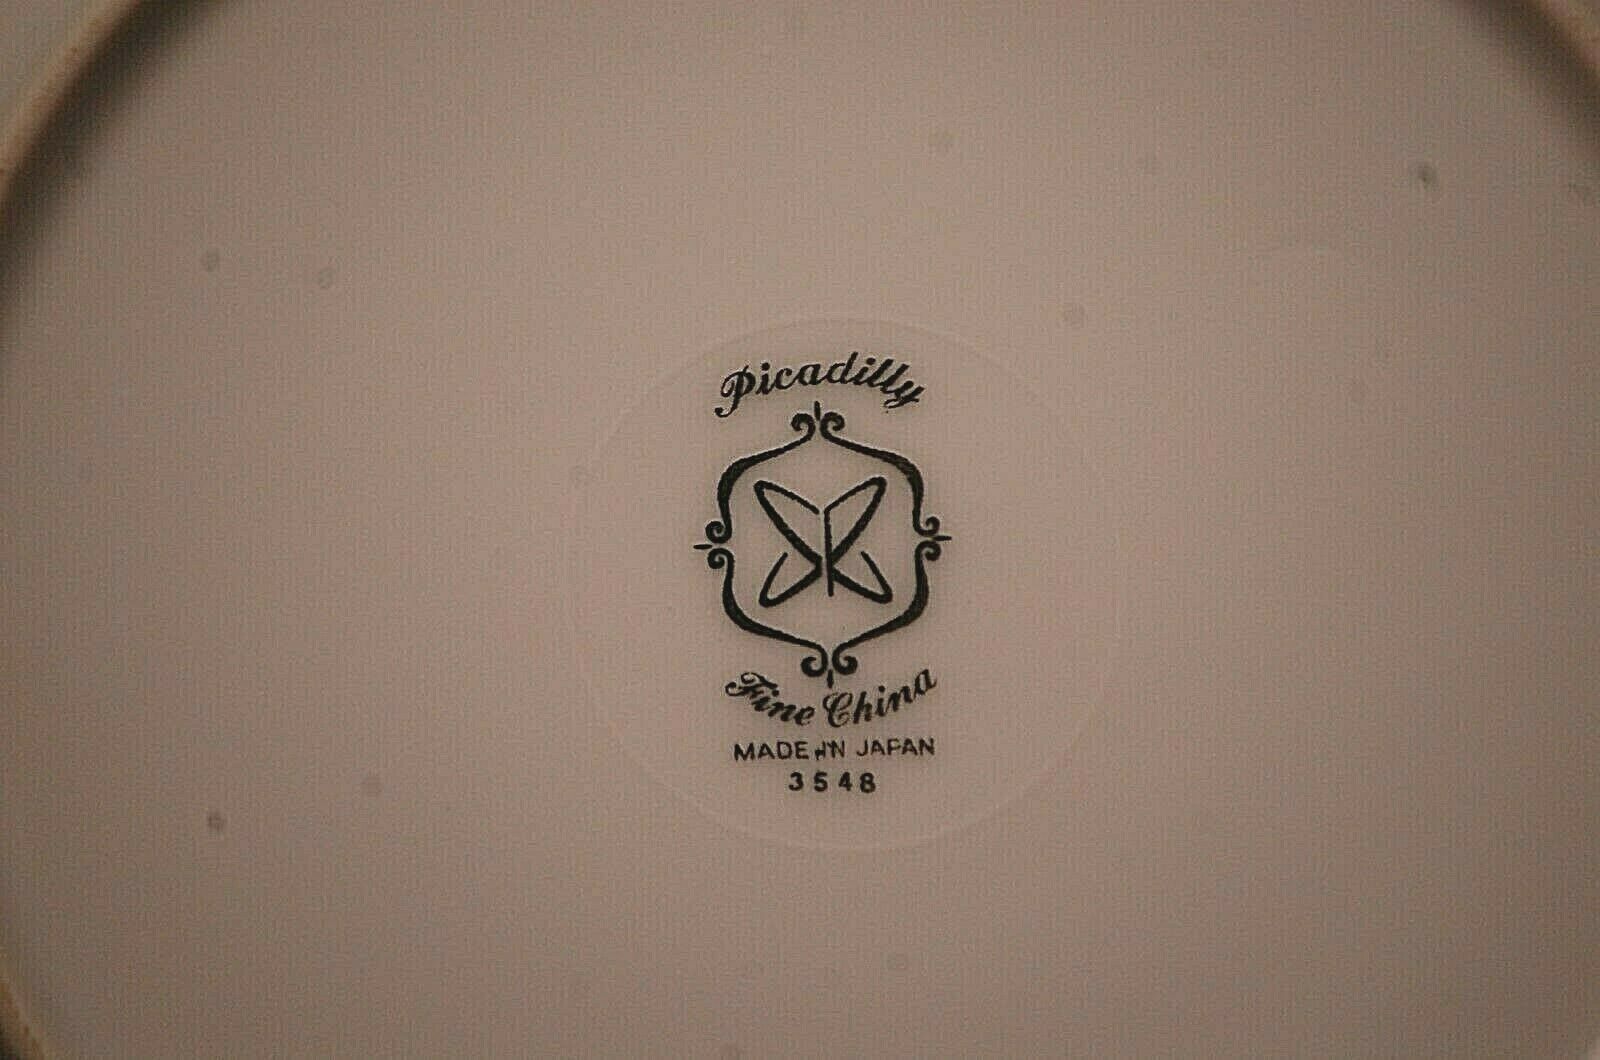 Picadilly
Fine China
MADE IN JAPAN
3548